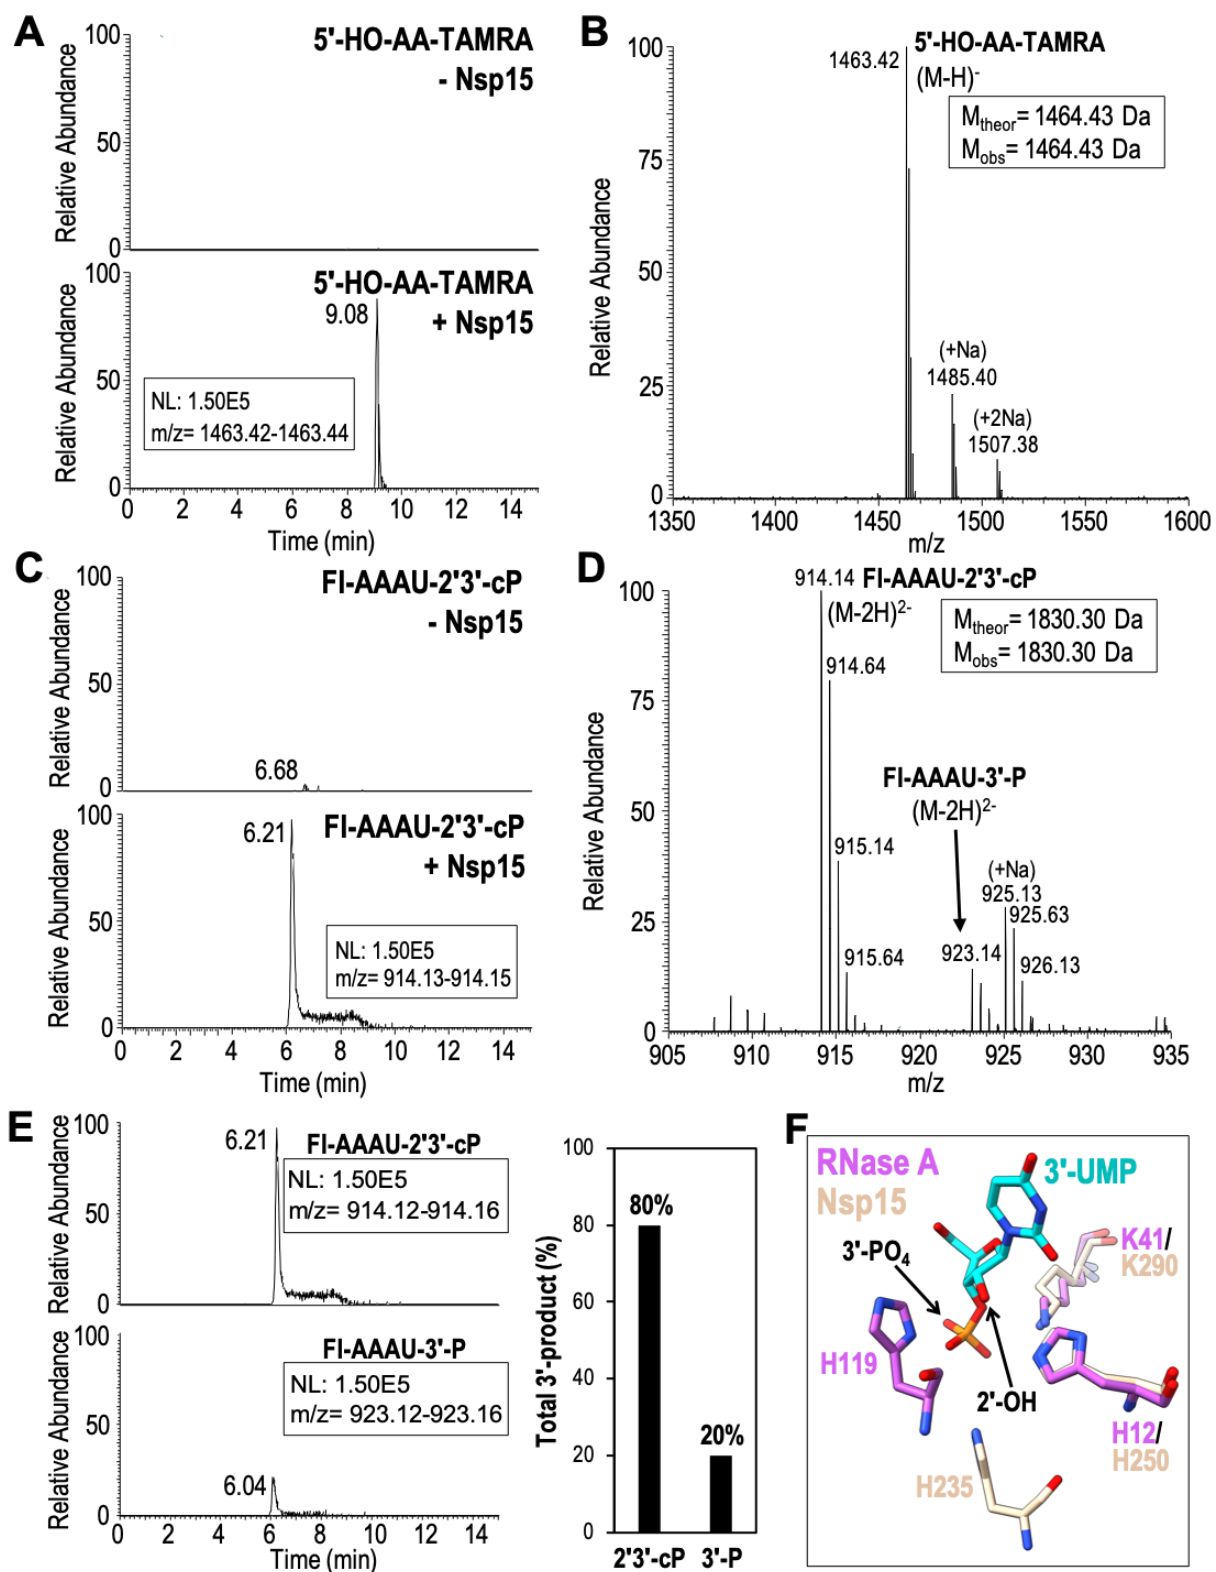 A
100
50
0
Relative Abundance
5'-HO-AA-TAMRA
- Nsp15
100
50
0
Relative Abundance
5'-HO-AA-TAMRA
+ Nsp15
9.08
NL: 1.50E5
m/z= 1463.42-1463.44
0 2 4 6 8 10 12 14
Time (min)
B
100
75
50
25
0
Relative Abundance
5'-HO-AA-TAMRA
1463.42
(M-H)⁻
Mtheor= 1464.43 Da
Mobs= 1464.43 Da
(+Na)
1485.40
(+2Na)
1507.38
1350 1400 1450 1500 1550 1600
m/z
C
100
50
0
Relative Abundance
FI-AAAU-2'3'-cP
- Nsp15
6.68
100
50
0
Relative Abundance
6.21
FI-AAAU-2'3'-cP
+ Nsp15
NL: 1.50E5
m/z= 914.13-914.15
0 2 4 6 8 10 12 14
Time (min)
D
100
75
50
25
0
Relative Abundance
914.14 FI-AAAU-2'3'-cP
(M-2H)²⁻
Mtheor= 1830.30 Da
Mobs= 1830.30 Da
914.64
FI-AAAU-3'-P
(M-2H)²⁻
915.14
(+Na)
925.13
925.63
915.64
923.14
926.13
905 910 915 920 925 930 935
m/z
E
100
50
0
Relative Abundance
6.21
FI-AAAU-2'3'-cP
NL: 1.50E5
m/z= 914.12-914.16
100
50
0
Relative Abundance
FI-AAAU-3'-P
NL: 1.50E5
m/z= 923.12-923.16
6.04
0 2 4 6 8 10 12 14
Time (min)
100
80
60
40
20
0
Total 3'-product (%)
80%
20%
2'3'-cP 3'-P
F
RNase A
Nsp15
3'-UMP
3'-PO₄
K41/
K290
H119
2'-OH
H12/
H250
H235